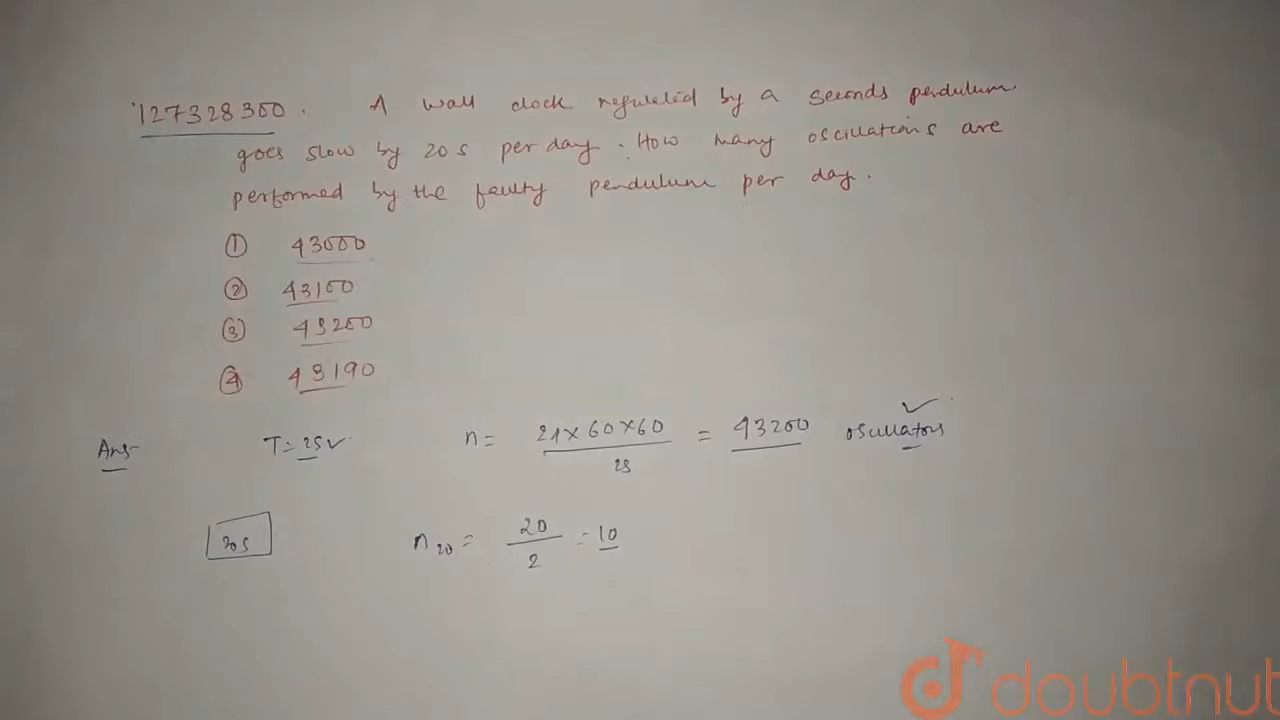 127328300. A wall clock regulated by a seconds pendulum
goes slow by 20 s per day. How many oscillations are
performed by the faulty pendulum per day.
① 43000
② 43100
③ 43200
④ 43190
Ans- T = 2s ✓ n = 24×60×60 / 2s = 43200 oscillators ✓
20s n20 = 20 / 2 = 10
doubtnut